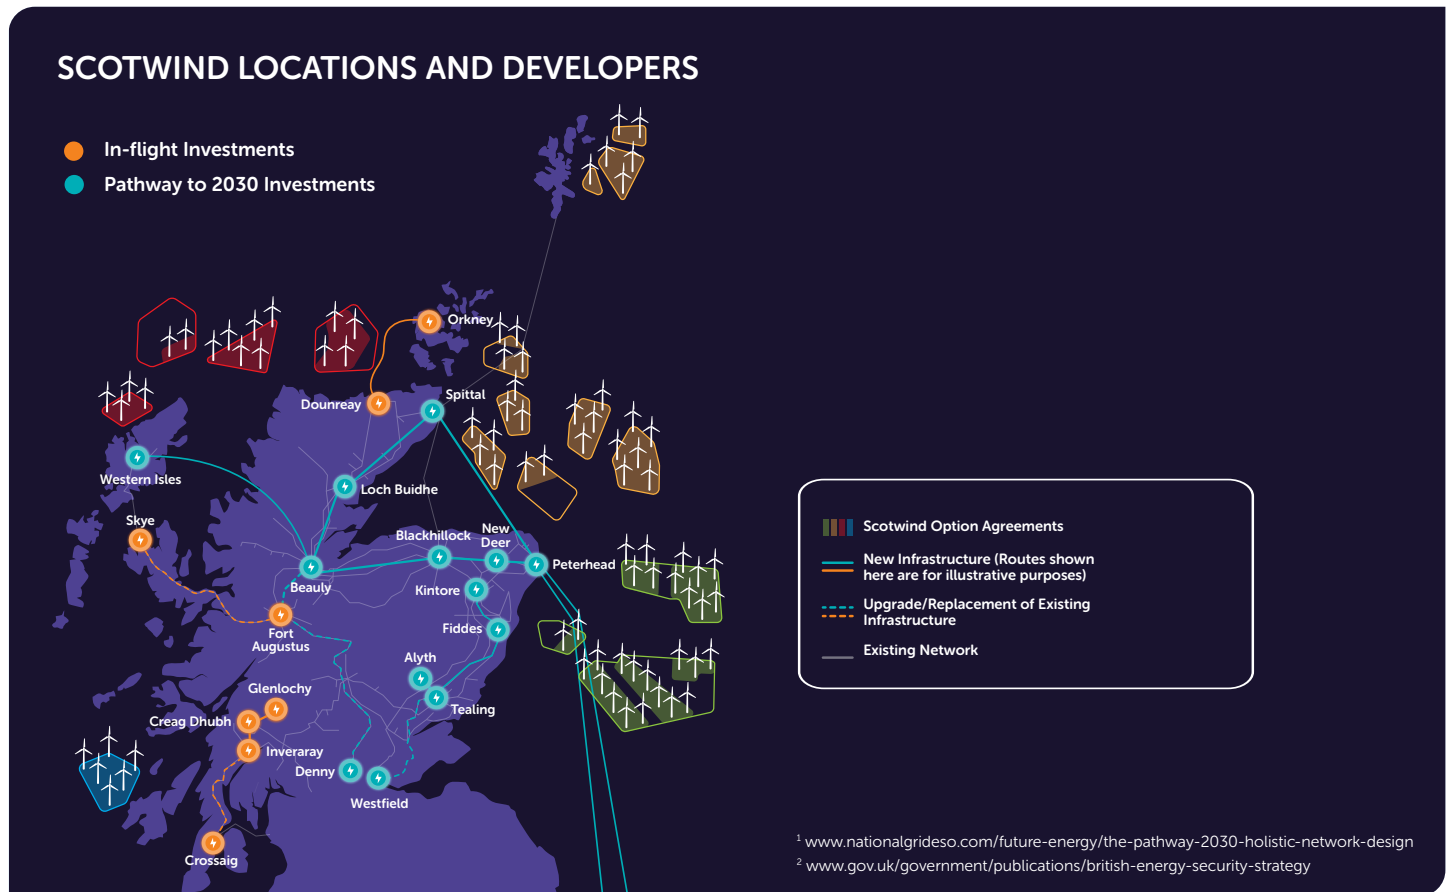 SCOTWIND LOCATIONS AND DEVELOPERS
In-flight Investments
Pathway to 2030 Investments
Orkney
Dounreay
Spittal
Western Isles
Loch Buidhe
Skye
Blackhillock
New
Deer
Peterhead
Beauly
Kintore
Fort
Augustus
Fiddes
Alyth
Glenlochy
Tealing
Creag Dhubh
Inveraray
Denny
Westfield
Crossaig
Scotwind Option Agreements
New Infrastructure (Routes shown
here are for illustrative purposes)
Upgrade/Replacement of Existing
Infrastructure
Existing Network
1 www.nationalgrideso.com/future-energy/the-pathway-2030-holistic-network-design
2 www.gov.uk/government/publications/british-energy-security-strategy